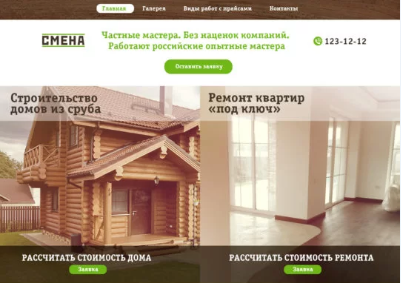 Главная Галерея Виды работ с прайсами Контакты
СМЕНА
Частные мастера. Без наценок компаний.
Работают российские опытные мастера
123-12-12
Оставить заявку
Строительство
домов из сруба
Ремонт квартир
«под ключ»
РАССЧИТАТЬ СТОИМОСТЬ ДОМА
Заявка
РАССЧИТАТЬ СТОИМОСТЬ РЕМОНТА
Заявка